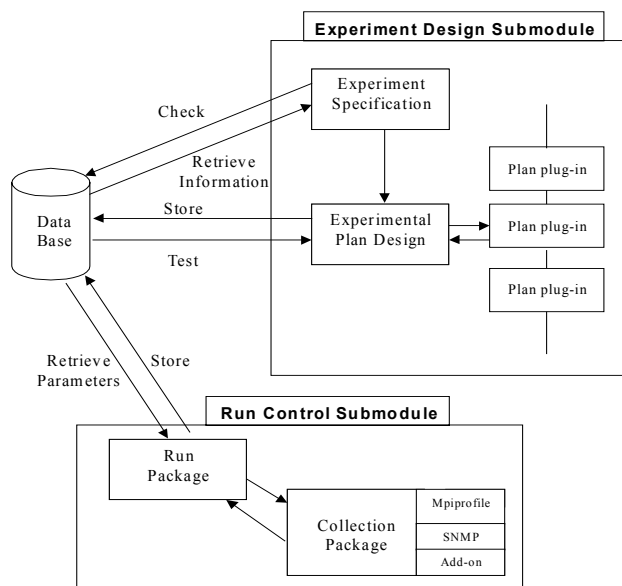 Experiment Design Submodule
Experiment
Specification
Check
Retrieve
Information
Plan plug-in
Data
Base
Store
Experimental
Plan Design
Plan plug-in
Test
Plan plug-in
Retrieve
Parameters
Store
Run Control Submodule
Run
Package
Collection
Package
Mpiprofile
SNMP
Add-on